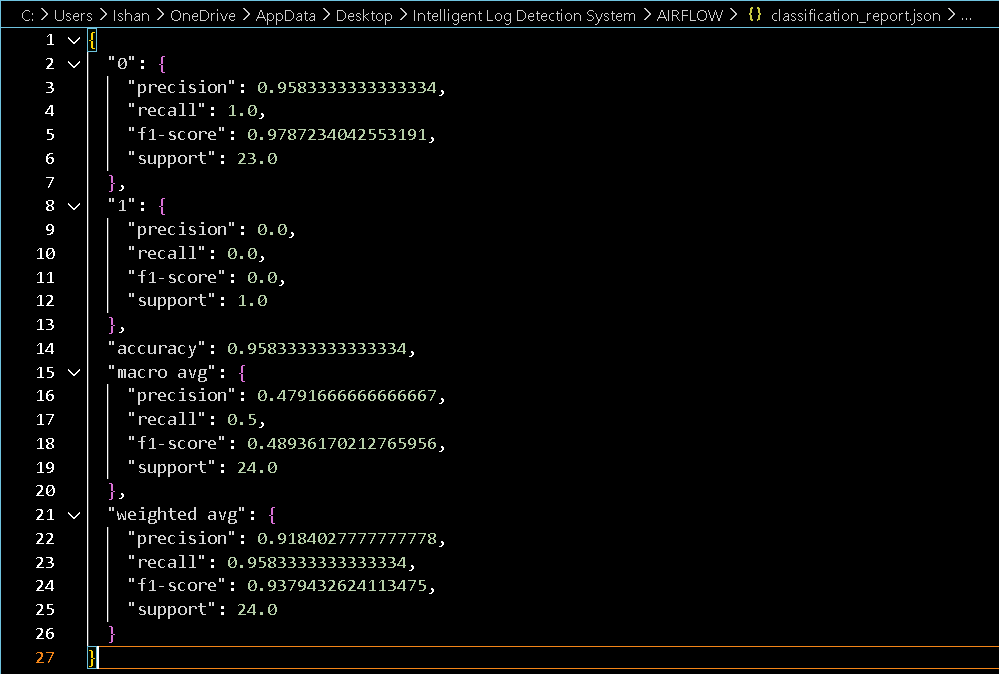 C: > Users > Ishan > OneDrive > AppData > Desktop > Intelligent Log Detection System > AIRFLOW > {} classification_report.json > ...
1 {
2 "0": {
3 "precision": 0.9583333333333334,
4 "recall": 1.0,
5 "f1-score": 0.9787234042553191,
6 "support": 23.0
7 },
8 "1": {
9 "precision": 0.0,
10 "recall": 0.0,
11 "f1-score": 0.0,
12 "support": 1.0
13 },
14 "accuracy": 0.9583333333333334,
15 "macro avg": {
16 "precision": 0.4791666666666667,
17 "recall": 0.5,
18 "f1-score": 0.48936170212765956,
19 "support": 24.0
20 },
21 "weighted avg": {
22 "precision": 0.9184027777777778,
23 "recall": 0.9583333333333334,
24 "f1-score": 0.9379432624113475,
25 "support": 24.0
26 }
27 }